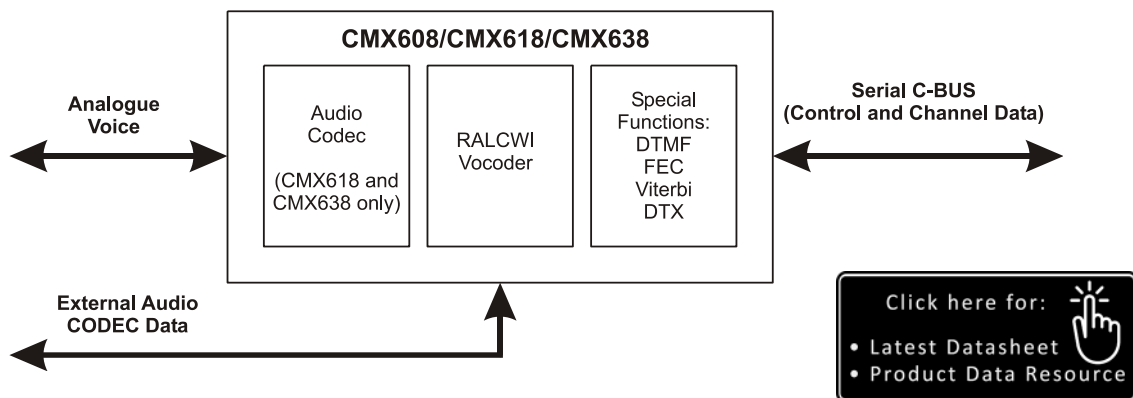 CMX608/CMX618/CMX638
Analogue
Voice
Audio
Codec
(CMX618 and
CMX638 only)
RALCWI
Vocoder
Special
Functions:
DTMF
FEC
Viterbi
DTX
Serial C-BUS
(Control and Channel Data)
External Audio
CODEC Data
Click here for:
• Latest Datasheet
• Product Data Resource